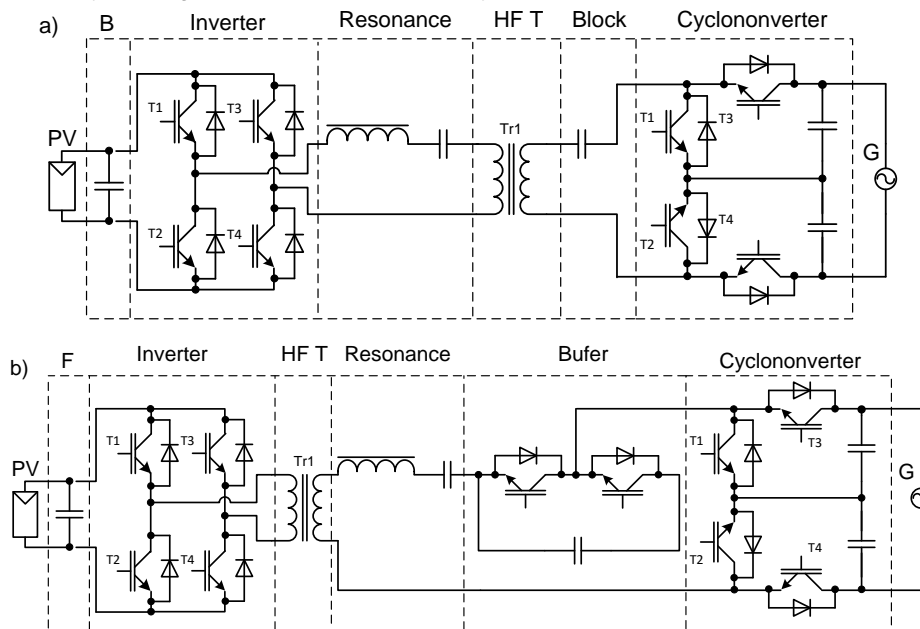 a) B Inverter Resonance HF T Block Cyclononverter
T1 T3
PV
T2 T4
Tr1
T1 T3
T2 T4
G
b) F Inverter HF T Resonance Bufer Cyclononverter
T1 T3
PV
T2 T4
Tr1
T1 T3
T2 T4
G